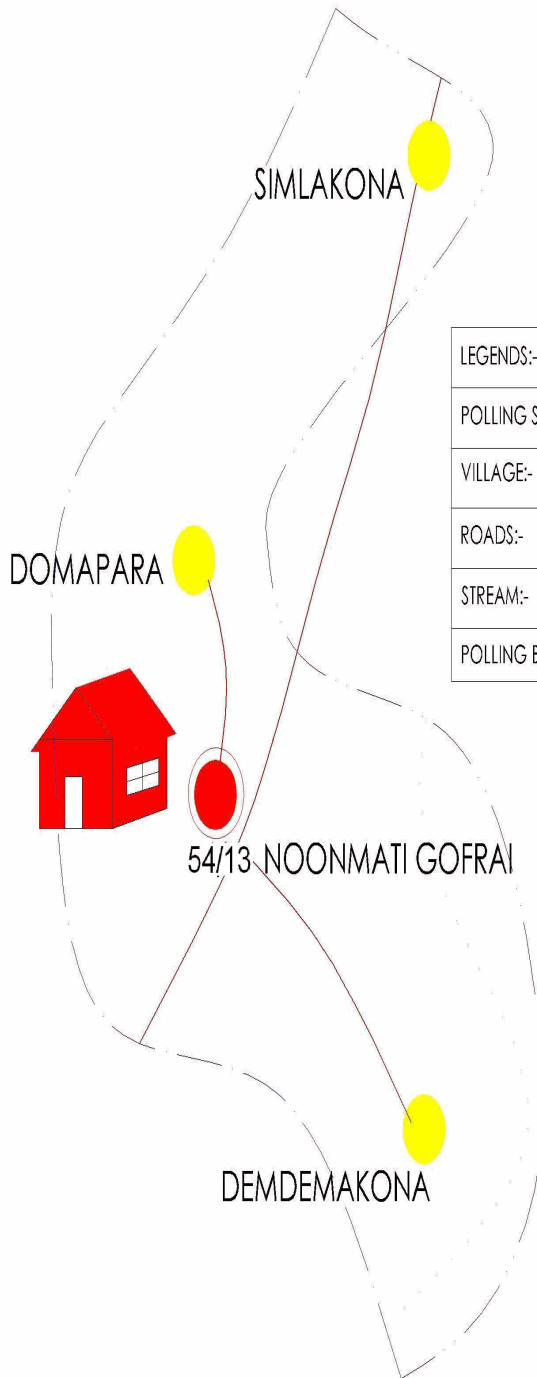 SIMLAKONA
LEGENDS:-
POLLING S
VILLAGE:-
ROADS:-
STREAM:-
POLLING
DOMAPARA
54/13 NOONMATI GOFRAI
DEMDEMAKONA